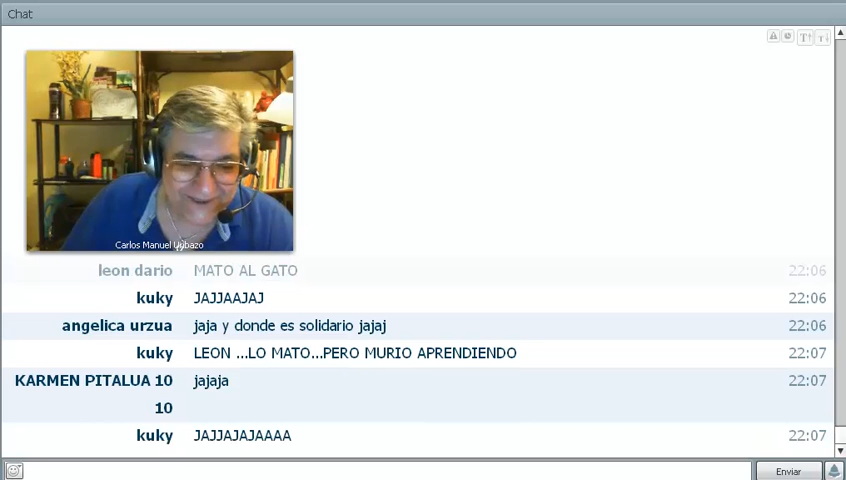 Chat
Carlos Manuel
leon dario MATO AL GATO 22:06
kuky JAJJAAJAJ 22:06
angelica urzua jaja y donde es solidario jajaj 22:06
kuky LEON ...LO MATO...PERO MURIO APRENDIENDO 22:07
KARMEN PITALUA 10 jajaja 22:07
10
kuky JAJJAJAJAAAA 22:07
Enviar